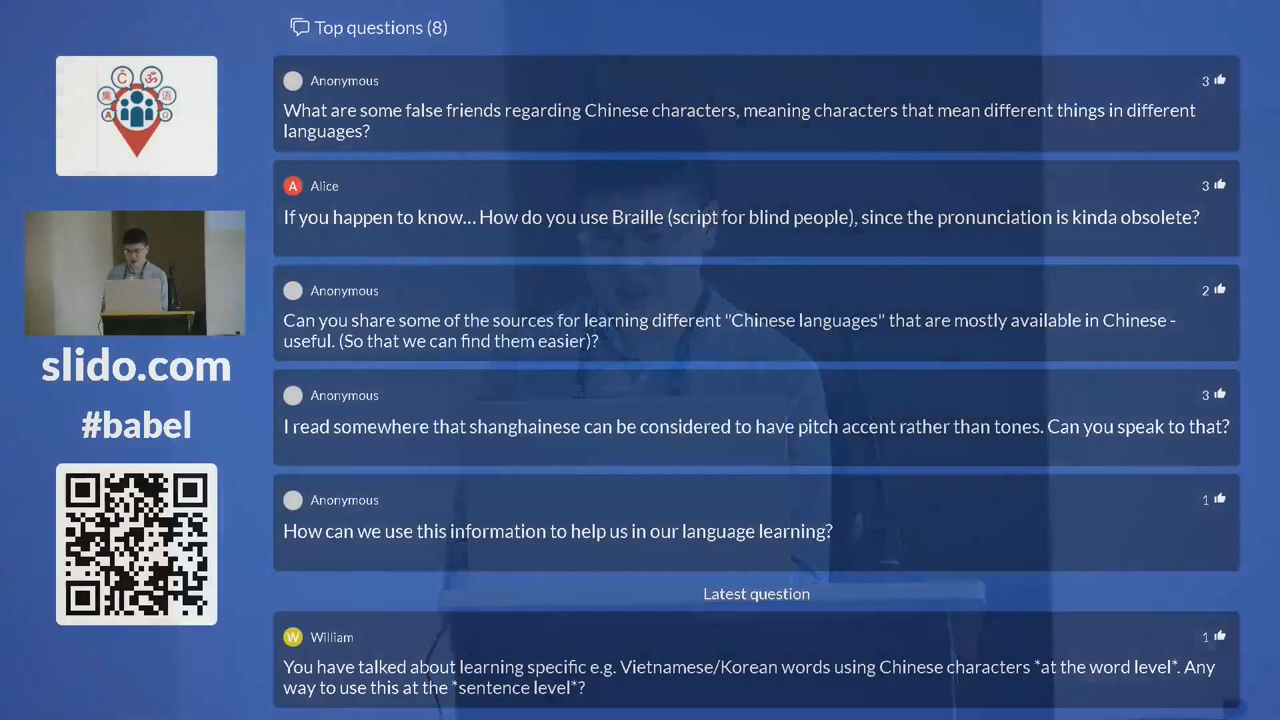 Top questions (8)
Anonymous
3
What are some false friends regarding Chinese characters, meaning characters that mean different things in different
languages?
A Alice
3
If you happen to know... How do you use Braille (script for blind people), since the pronunciation is kinda obsolete?
Anonymous
2
Can you share some of the sources for learning different "Chinese languages" that are mostly available in Chinese -
useful. (So that we can find them easier)?
Anonymous
3
I read somewhere that shanghainese can be considered to have pitch accent rather than tones. Can you speak to that?
Anonymous
1
How can we use this information to help us in our language learning?
Latest question
W William
1
You have talked about learning specific e.g. Vietnamese/Korean words using Chinese characters *at the word level*. Any
way to use this at the *sentence level*?
Ĉ ॐ
语
A Ω
slido.com
#babel